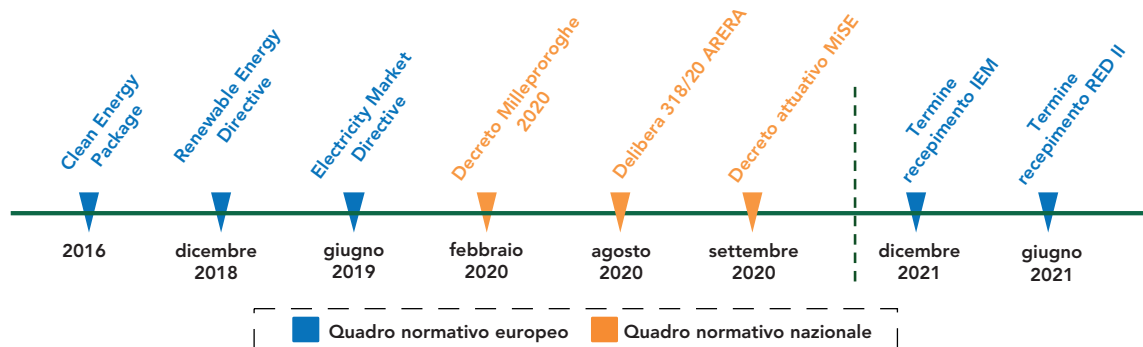 Clean Energy
Package
Renewable Energy
Directive
Electricity Market
Directive
Decreto Milleproroghe
2020
Delibera 318/20 ARERA
Decreto attuativo MiSE
Termine
recepimento IEM
Termine
recepimento RED II
2016
dicembre
2018
giugno
2019
febbraio
2020
agosto
2020
settembre
2020
dicembre
2021
giugno
2021
Quadro normativo europeo
Quadro normativo nazionale